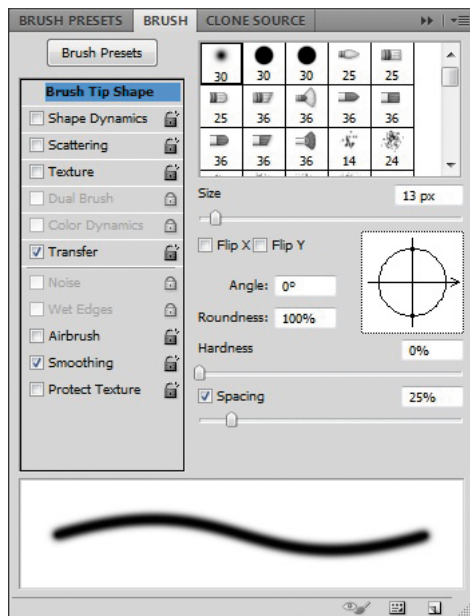 BRUSH PRESETS BRUSH CLONE SOURCE
Brush Presets
Brush Tip Shape
Shape Dynamics
Scattering
Texture
Dual Brush
Color Dynamics
Transfer
Noise
Wet Edges
Airbrush
Smoothing
Protect Texture
30 30 30 25 25
25 36 36 36 36
36 36 36 14 24
Size 13 px
Flip X Flip Y
Angle: 0º
Roundness: 100%
Hardness 0%
Spacing 25%